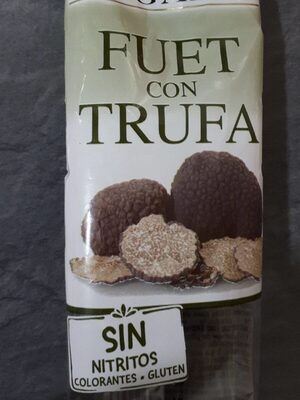 FUET
CON
TRUFA
SIN
NITRITOS
COLORANTES • GLUTEN